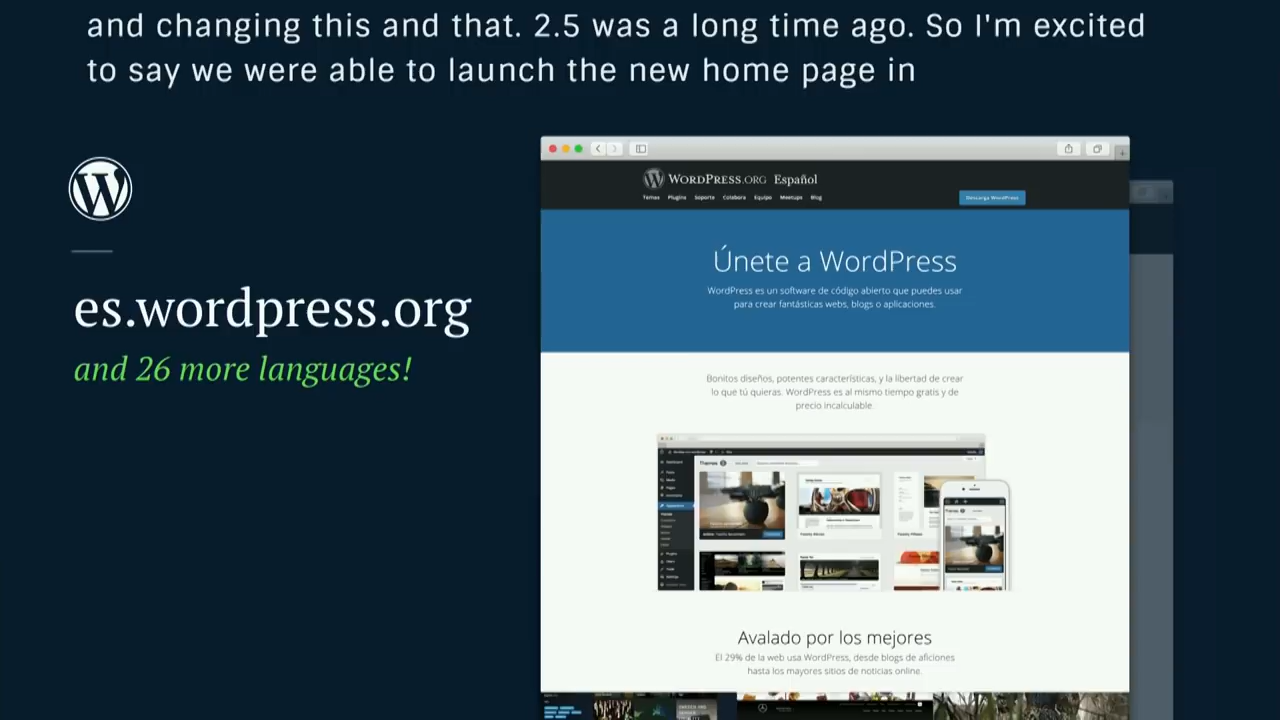 and changing this and that. 2.5 was a long time ago. So I'm excited
to say we were able to launch the new home page in
es.wordpress.org
and 26 more languages!
WORDPRESS.ORG Español
Temas Plugins Soporte Colabora Equipo Meetups Blog
Descarga WordPress
Únete a WordPress
WordPress es un software de código abierto que puedes usar
para crear fantásticas webs, blogs o aplicaciones.
Bonitos diseños, potentes características, y la libertad de crear
lo que tú quieras. WordPress es al mismo tiempo gratis y de
precio incalculable.
Themes
Avalado por los mejores
El 29% de la web usa WordPress, desde blogs de aficiones
hasta los mayores sitios de noticias online.